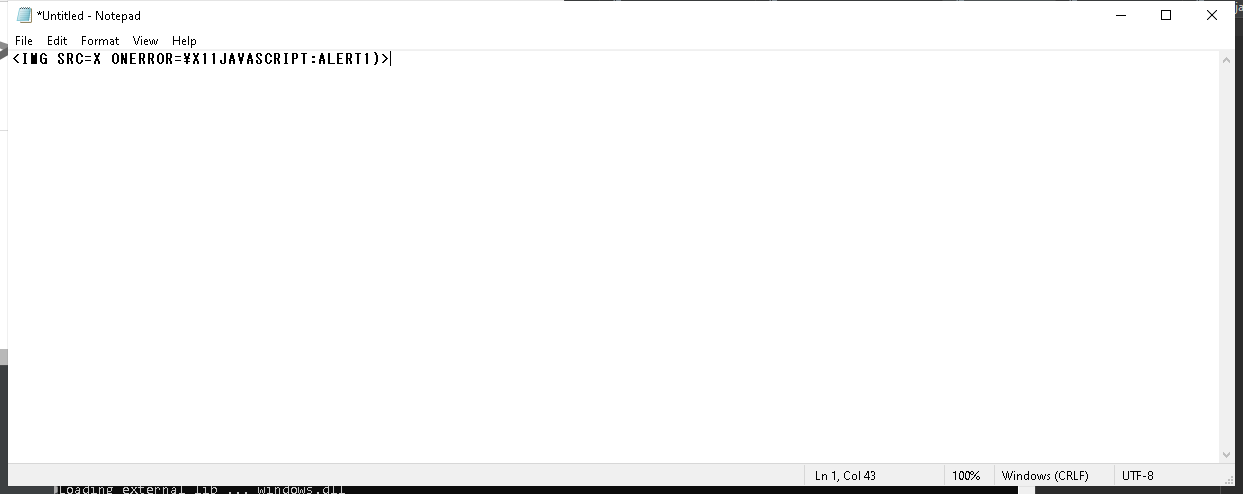 *Untitled - Notepad
File Edit Format View Help
<IMG SRC=X ONERROR=¥X11JAVASCRIPT:ALERT1)>
Ln 1, Col 43 100% Windows (CRLF) UTF-8
Loading external lib ... windows.dll